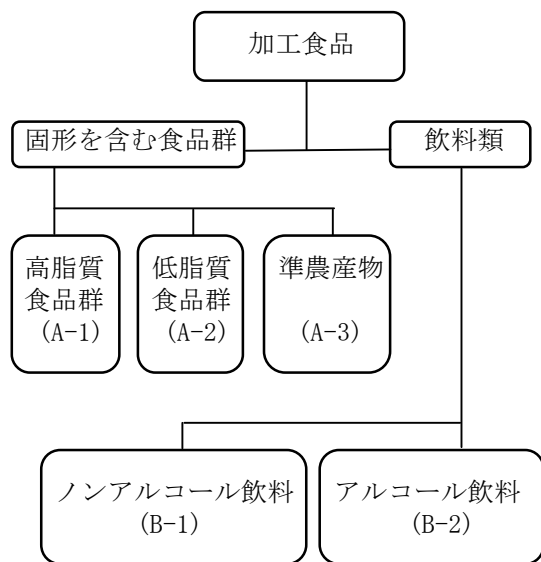 加工食品
固形を含む食品群
飲料類
高脂質
食品群
(A-1)
低脂質
食品群
(A-2)
準農産物
(A-3)
ノンアルコール飲料
(B-1)
アルコール飲料
(B-2)